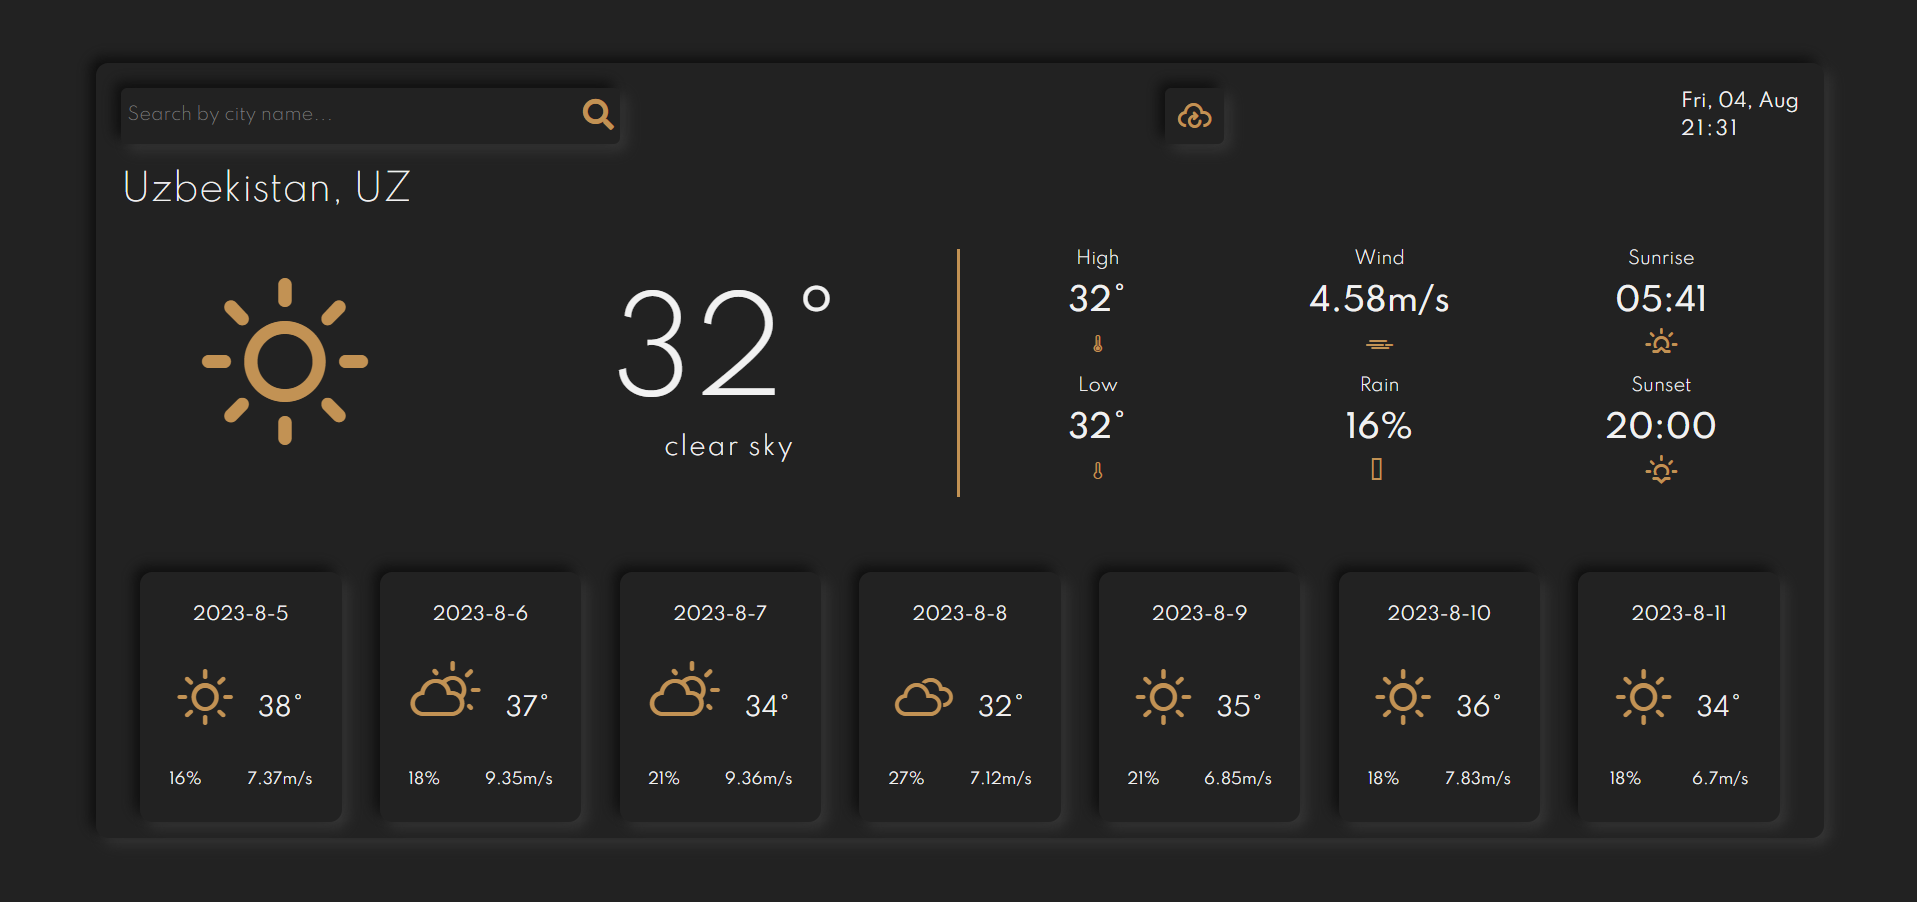 Search by city name...
Fri, 04, Aug
21:31
Uzbekistan, UZ
32°
clear sky
High
32°
Wind
4.58m/s
Sunrise
05:41
Low
32°
Rain
16%
Sunset
20:00
2023-8-5
38°
16% 7.37m/s
2023-8-6
37°
18% 9.35m/s
2023-8-7
34°
21% 9.36m/s
2023-8-8
32°
27% 7.12m/s
2023-8-9
35°
21% 6.85m/s
2023-8-10
36°
18% 7.83m/s
2023-8-11
34°
18% 6.7m/s